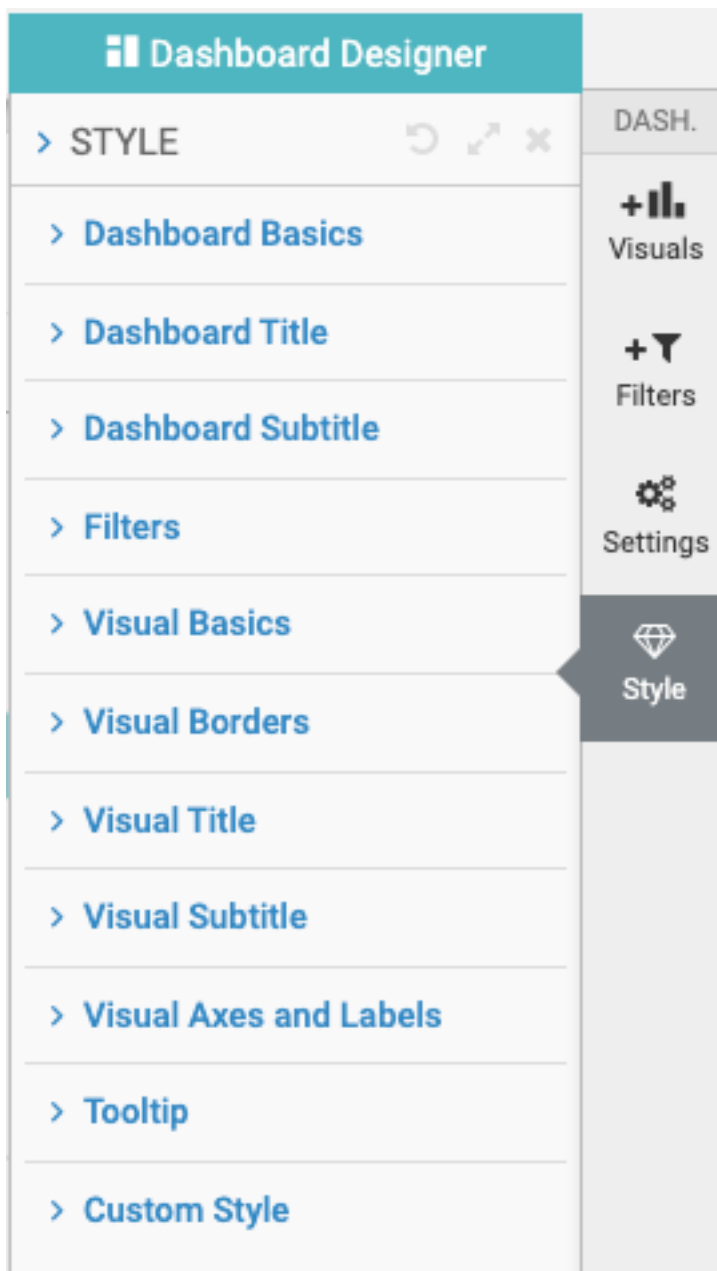 Dashboard Designer
STYLE
Dashboard Basics
Dashboard Title
Dashboard Subtitle
Filters
Visual Basics
Visual Borders
Visual Title
Visual Subtitle
Visual Axes and Labels
Tooltip
Custom Style
DASH.
Visuals
Filters
Settings
Style